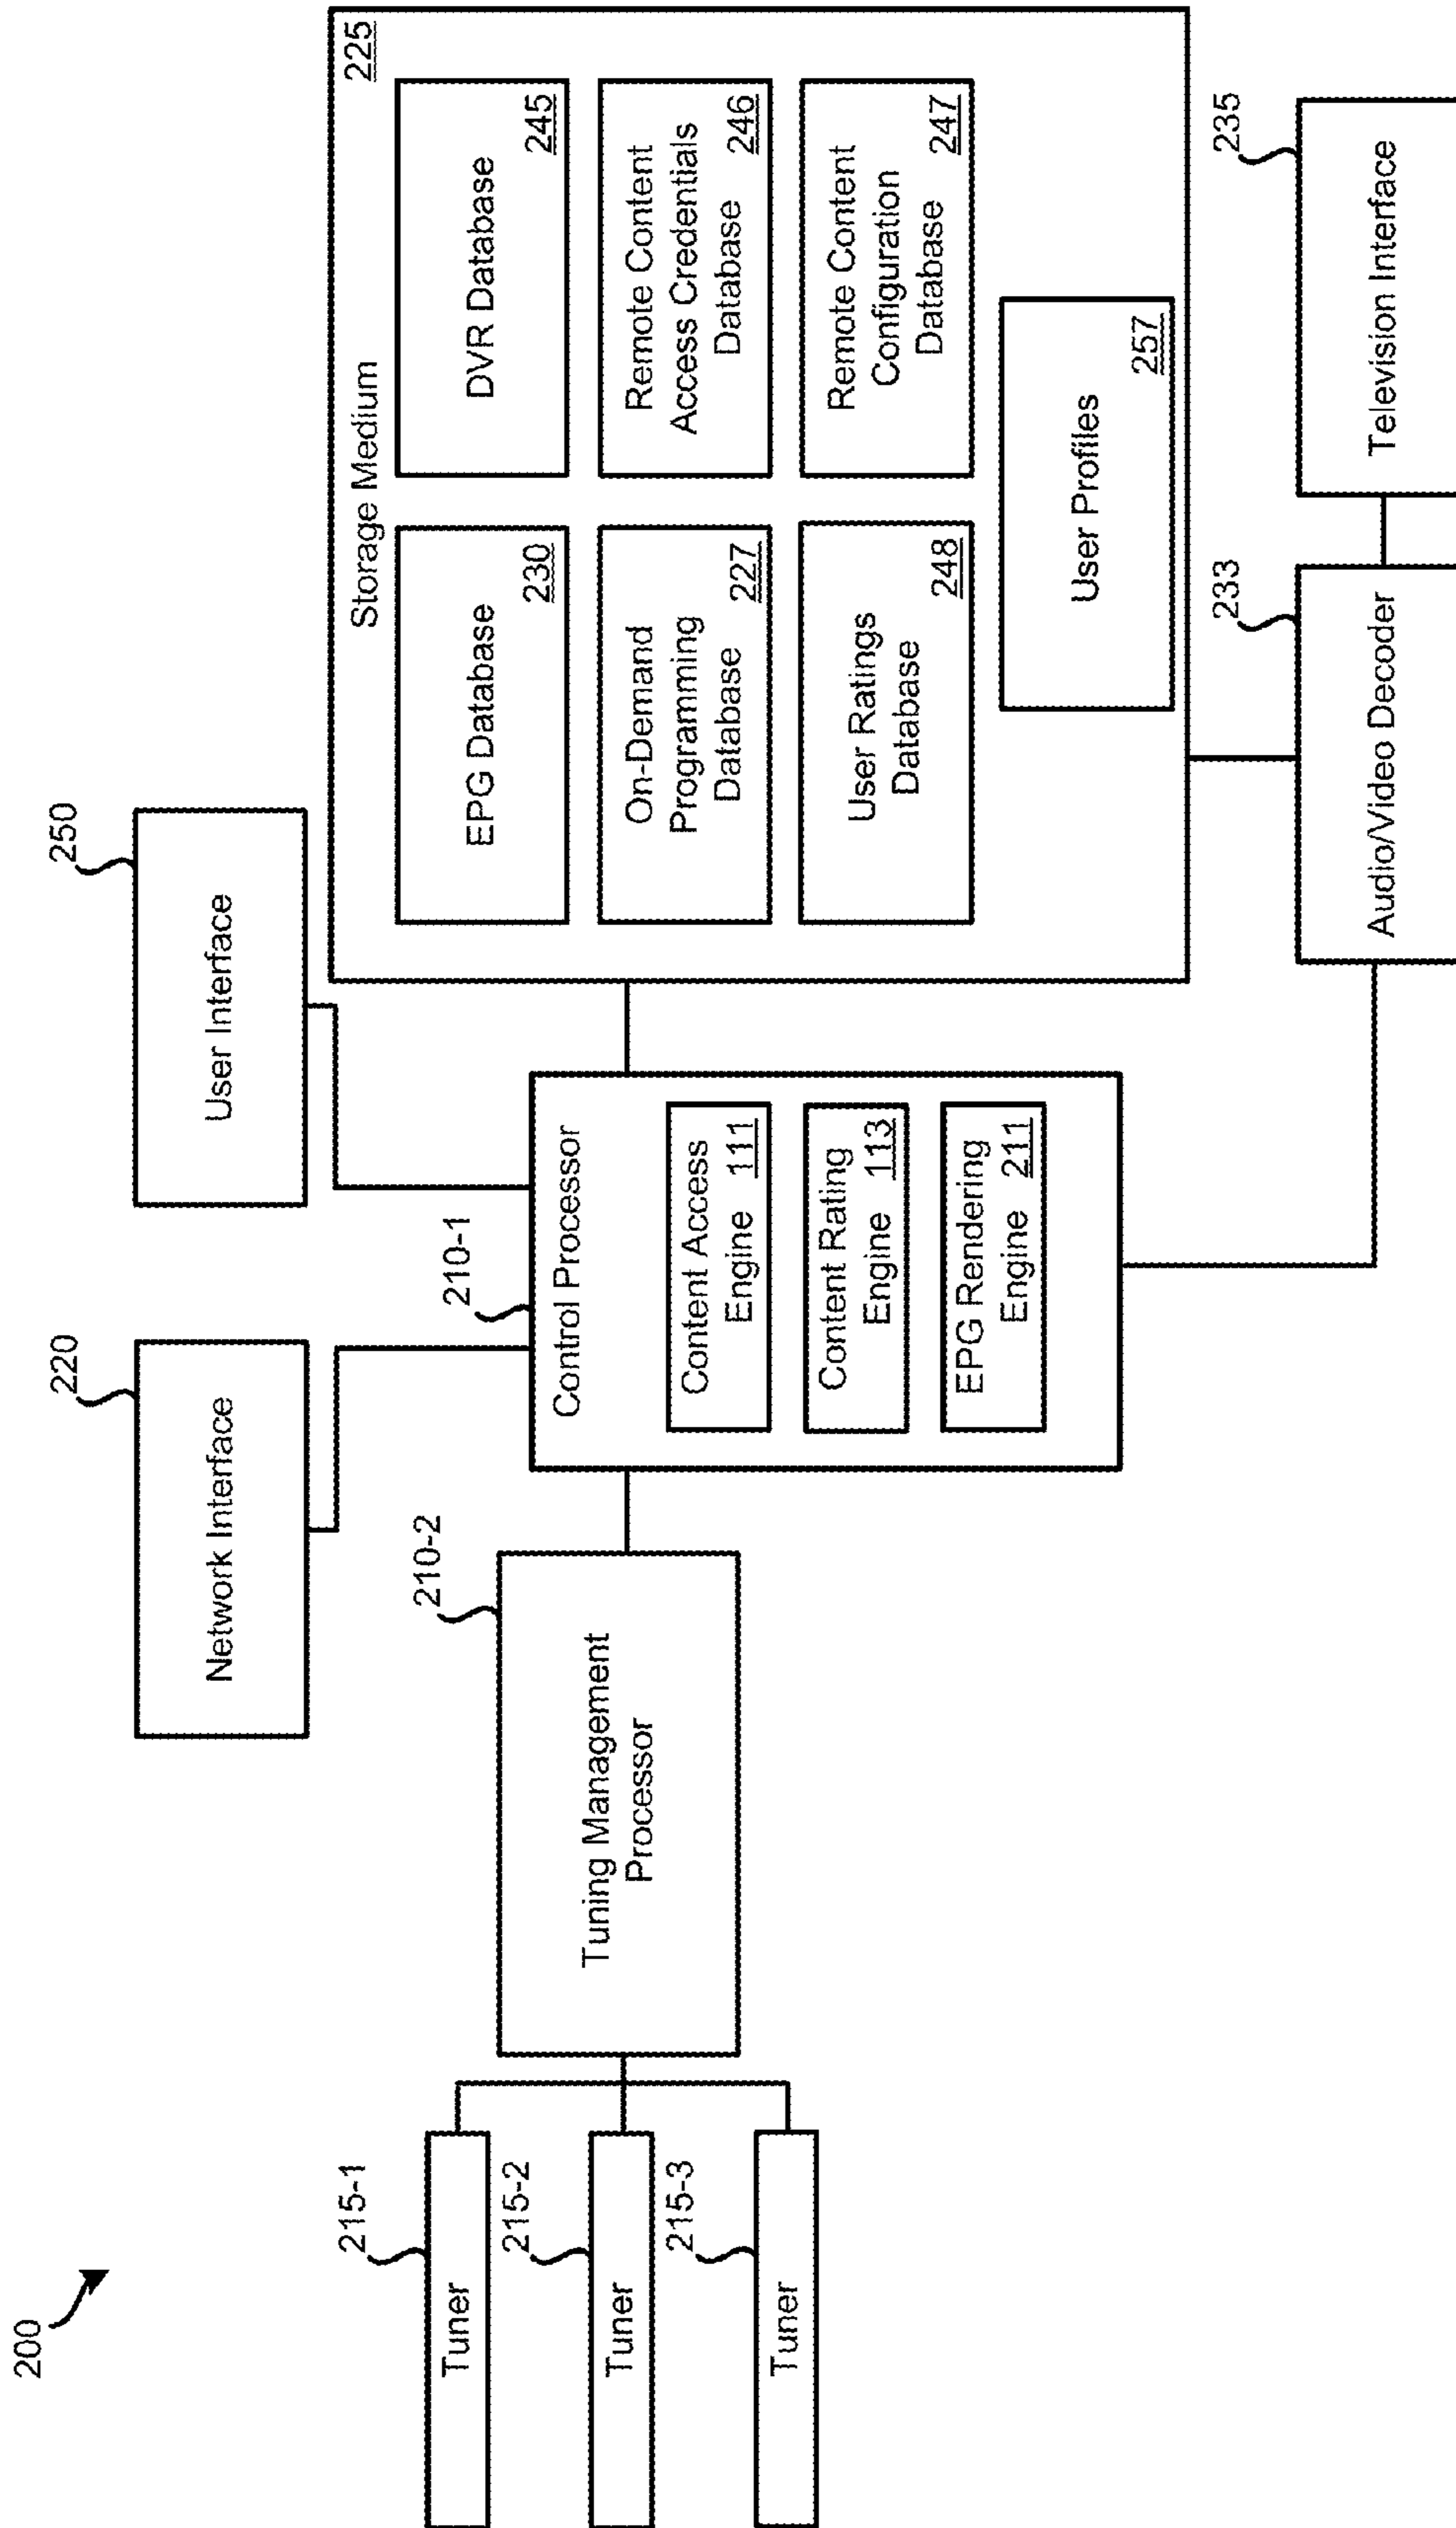 200
215-1
Tuner
215-2
Tuner
215-3
Tuner
210-2
Tuning Management
Processor
220
Network Interface
250
User Interface
210-1
Control Processor
Content Access
Engine 111
Content Rating
Engine 113
EPG Rendering
Engine 211
Storage Medium
225
EPG Database
230
DVR Database
245
On-Demand
Programming
Database
227
Remote Content
Access Credentials
Database
246
User Ratings
Database
248
Remote Content
Configuration
Database
247
User Profiles
257
233
Audio/Video Decoder
235
Television Interface